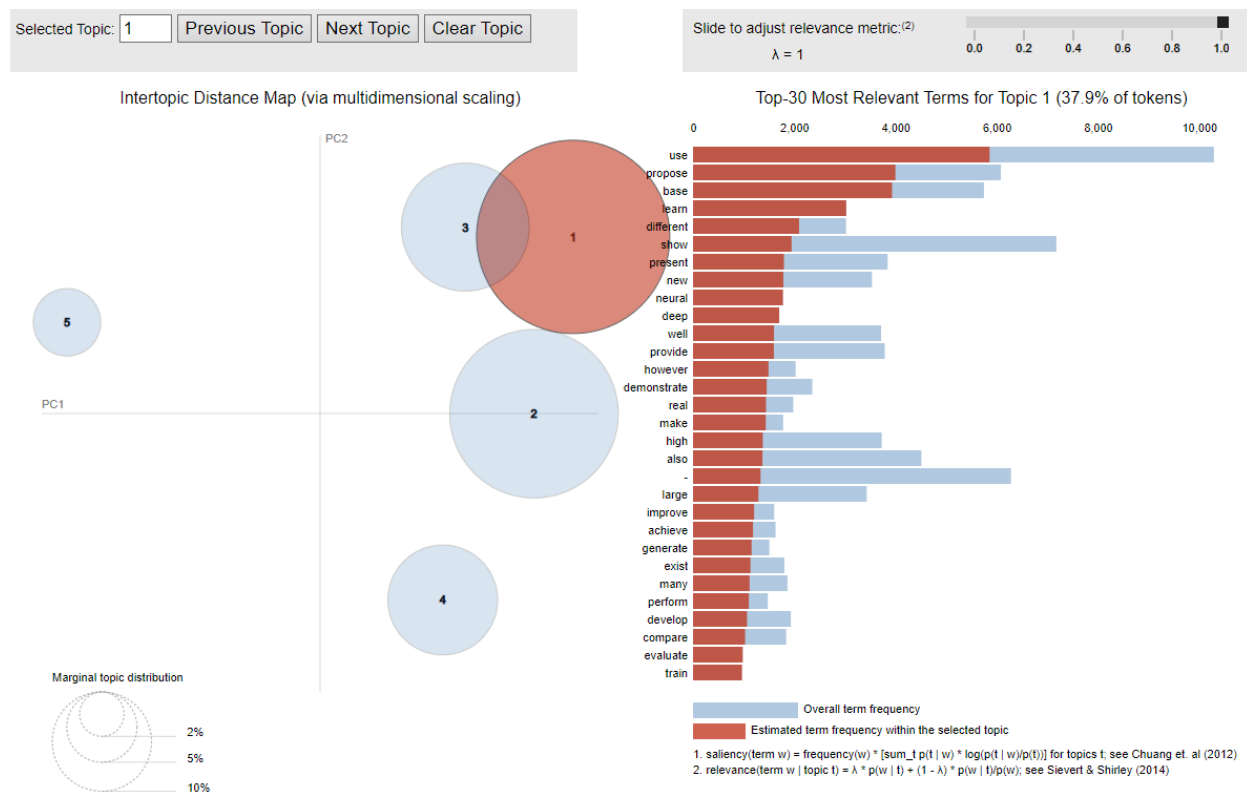 Selected Topic: 1 Previous Topic Next Topic Clear Topic
Slide to adjust relevance metric:(2)
λ = 1
0.0 0.2 0.4 0.6 0.8 1.0
Intertopic Distance Map (via multidimensional scaling)
PC2
PC1
3
1
5
2
4
Marginal topic distribution
2%
5%
10%
Top-30 Most Relevant Terms for Topic 1 (37.9% of tokens)
0 2,000 4,000 6,000 8,000 10,000
use
propose
base
learn
different
show
present
new
neural
deep
well
provide
however
demonstrate
real
make
high
also
-
large
improve
achieve
generate
exist
many
perform
develop
compare
evaluate
train
Overall term frequency
Estimated term frequency within the selected topic
1. saliency(term w) = frequency(w) * [sum_t p(t | w) * log(p(t | w)/p(t))] for topics t; see Chuang et. al (2012)
2. relevance(term w | topic t) = λ * p(w | t) + (1 - λ) * p(w | t)/p(w); see Sievert & Shirley (2014)